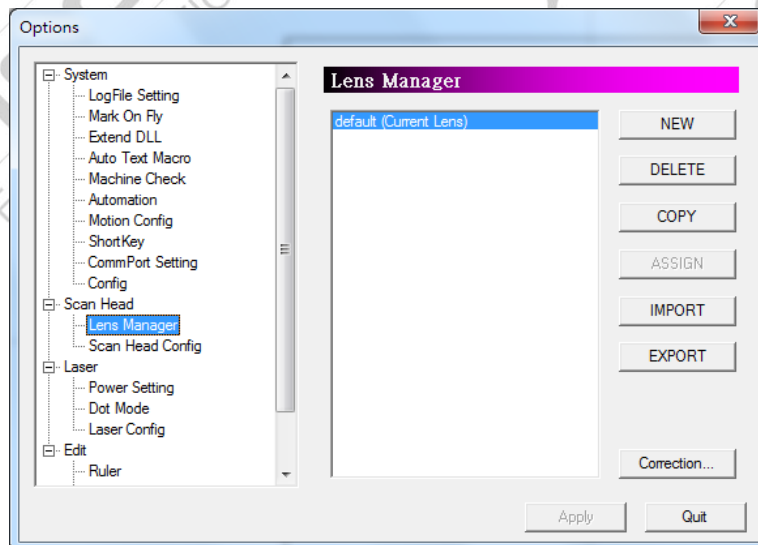 Options
System
LogFile Setting
Mark On Fly
Extend DLL
Auto Text Macro
Machine Check
Automation
Motion Config
ShortKey
CommPort Setting
Config
Scan Head
Lens Manager
Scan Head Config
Laser
Power Setting
Dot Mode
Laser Config
Edit
Ruler
Lens Manager
default (Current Lens)
NEW
DELETE
COPY
ASSIGN
IMPORT
EXPORT
Correction...
Apply
Quit